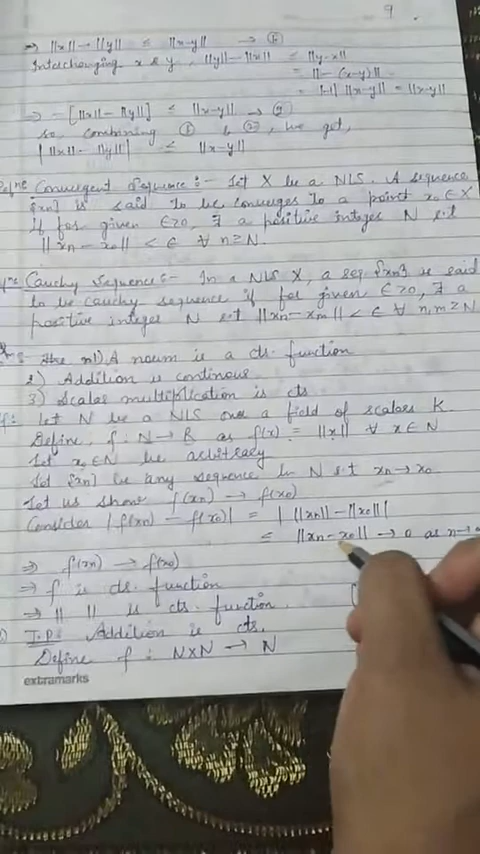 9
⇒ ||x|| - ||y|| ≤ ||x-y|| → ①
Interchanging x & y, ||y|| - ||x|| ≤ ||y-x||
= ||-(x-y)||
= |-1| ||x-y|| = ||x-y||
⇒ -[||x|| - ||y||] ≤ ||x-y|| → ②
so combining ① & ②, we get,
| ||x|| - ||y|| | ≤ ||x-y||
Convergent Sequence :- Let X be a NLS. A sequence
{xn} is said to be converges to a point x0 ∈ X
if for given ∈>0, ∃ a positive integer N s.t
||xn - x0|| < ∈ ∀ n≥N.
Cauchy Sequence :- In a NLS X, a seq {xn} is said
to be cauchy sequence if for given ∈>0, ∃ a
positive integer N s.t ||xn - xm|| < ∈ ∀ n,m ≥ N
1) A norm is a cts. function
2) Addition is continous
3) Scalar multiplication is cts
Let N be a NLS over a field of scalars K
Define f: N → R as f(x) = ||x|| ∀ x∈N
Let x0∈N be arbitrary
Let {xn} be any sequence in N s.t xn → x0
Let us show f(xn) → f(x0)
Consider |f(xn) - f(x0)| = | ||xn|| - ||x0|| |
≤ ||xn - x0|| → 0 as n→
⇒ f(xn) → f(x0)
⇒ f is cts. function
⇒ || || is cts. function.
T.P: Addition is cts.
Define f : N×N → N
extramarks